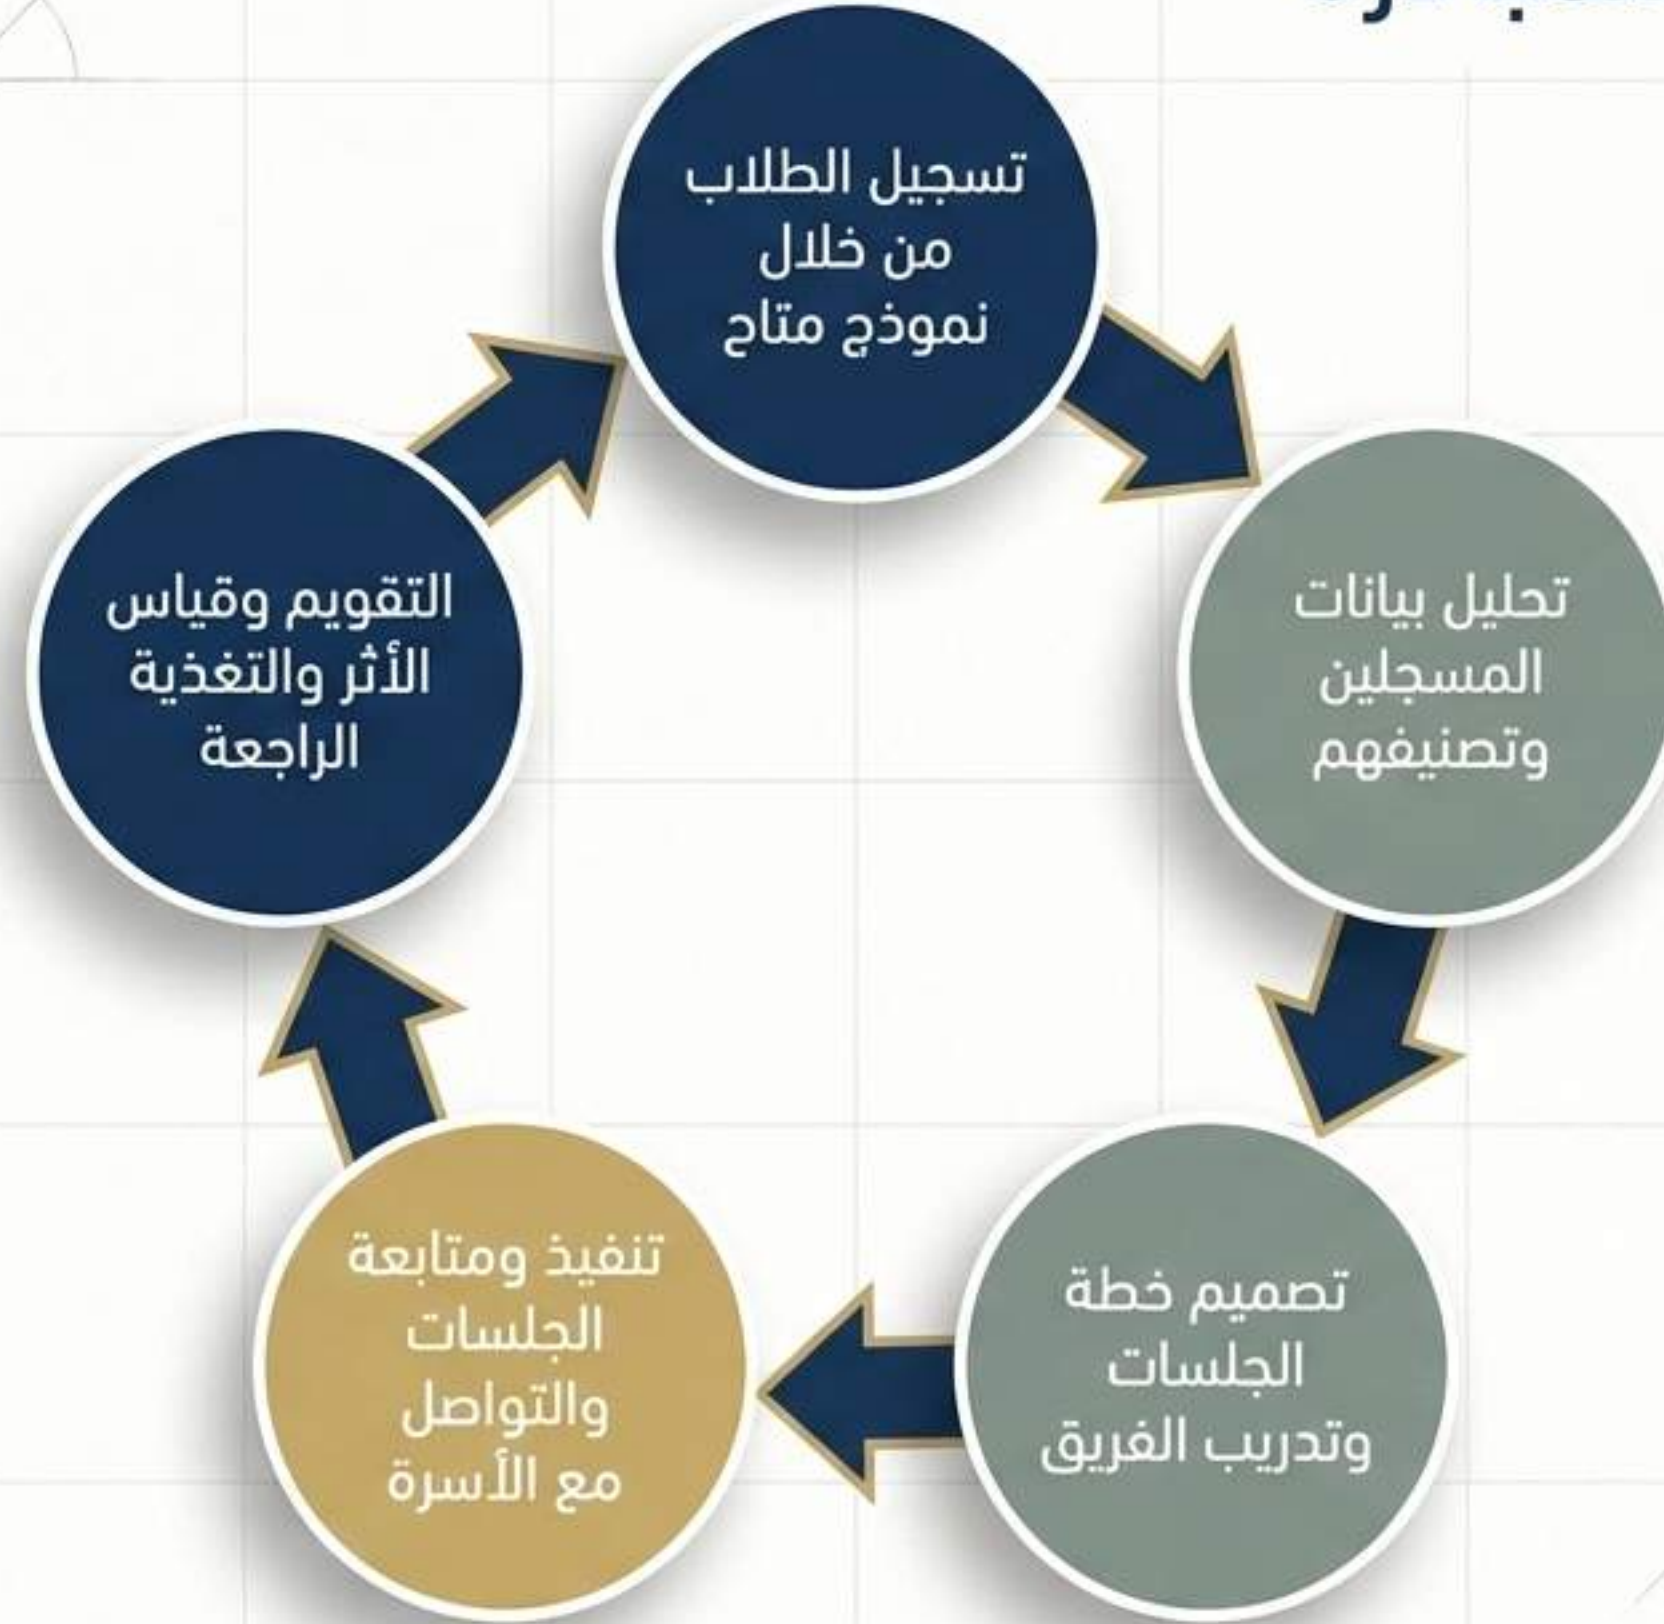 تسجيل الطلاب
من خلال
نموذج متاح
تحليل بيانات
المسجلين
وتصنيفهم
تصميم خطة
الجلسات
وتدريب الفريق
تنفيذ ومتابعة
الجلسات
والتواصل
مع الأسرة
التقويم وقياس
الأثر والتغذية
الراجعة